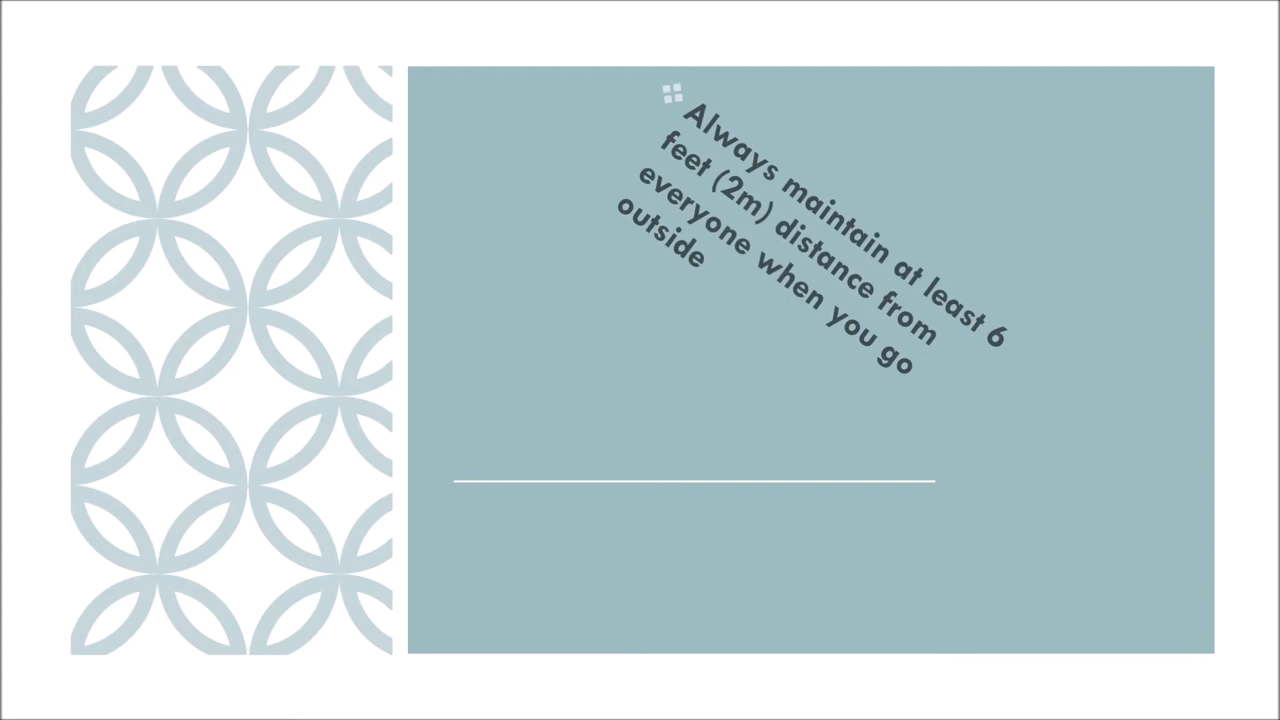 Always maintain at least 6
feet (2m) distance from
everyone when you go
outside